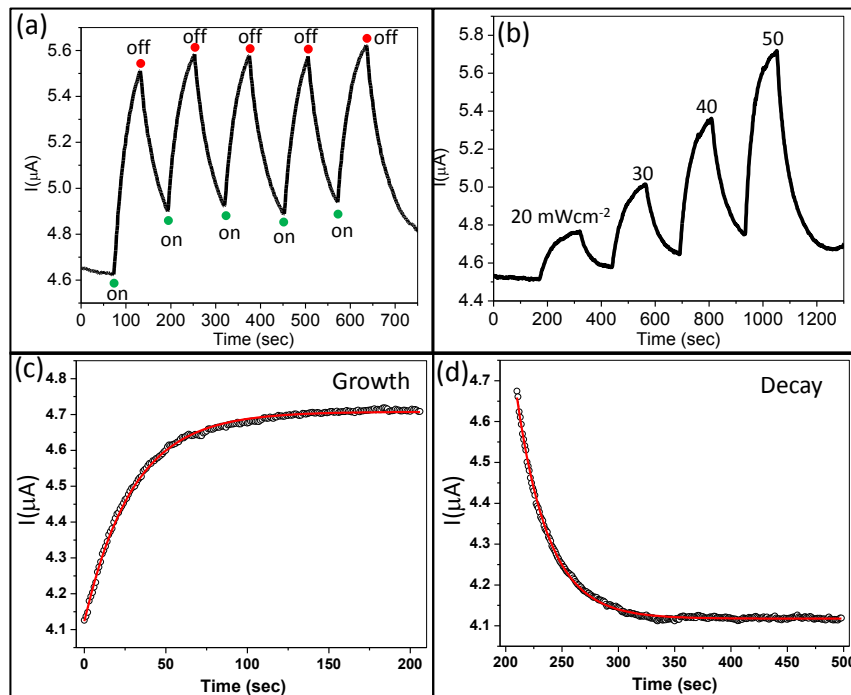 (a)
off off off off off
on on on on on
5.6
5.4
5.2
5.0
4.8
4.6
I(μA)
0 100 200 300 400 500 600 700
Time (sec)
(b)
50
40
30
20 mWcm-2
5.8
5.6
5.4
5.2
5.0
4.8
4.6
4.4
I(μA)
0 200 400 600 800 1000 1200
Time (sec)
(c)
Growth
4.8
4.7
4.6
4.5
4.4
4.3
4.2
4.1
I(μA)
0 50 100 150 200
Time (sec)
(d)
Decay
4.7
4.6
4.5
4.4
4.3
4.2
4.1
I(μA)
200 250 300 350 400 450 500
Time (sec)